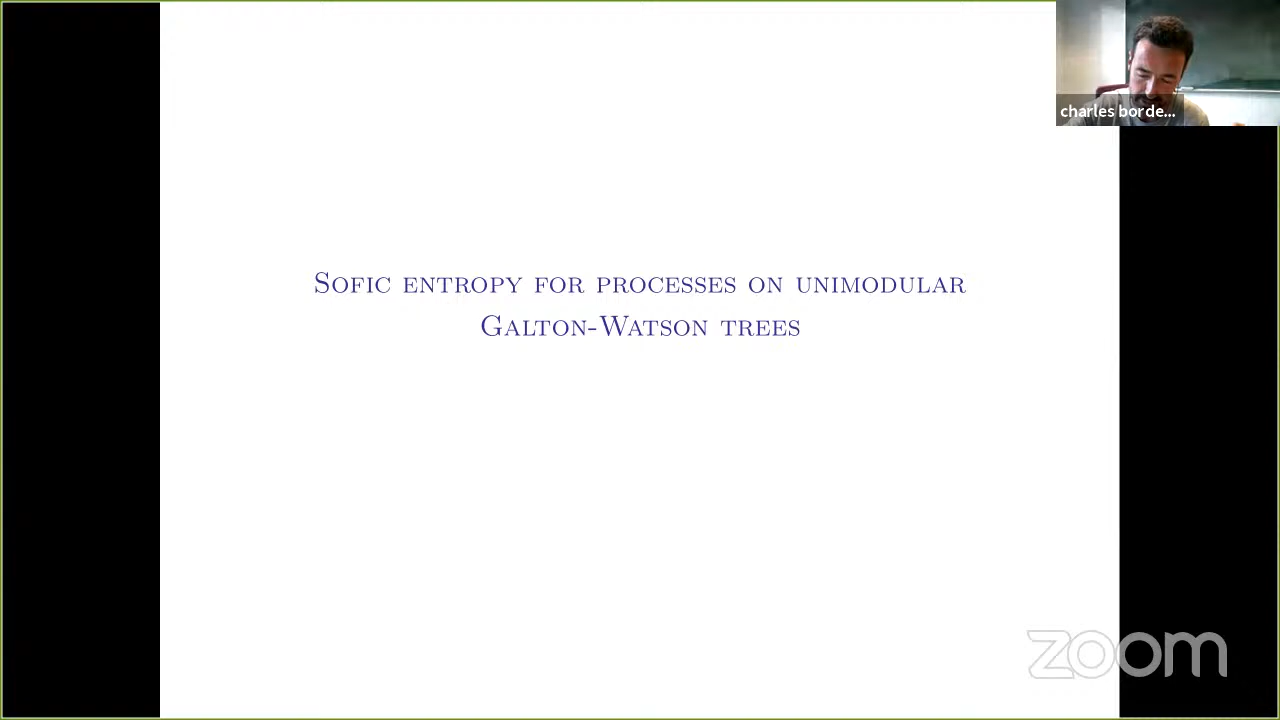 charles borde...
Sofic entropy for processes on unimodular
Galton-Watson trees
zoom